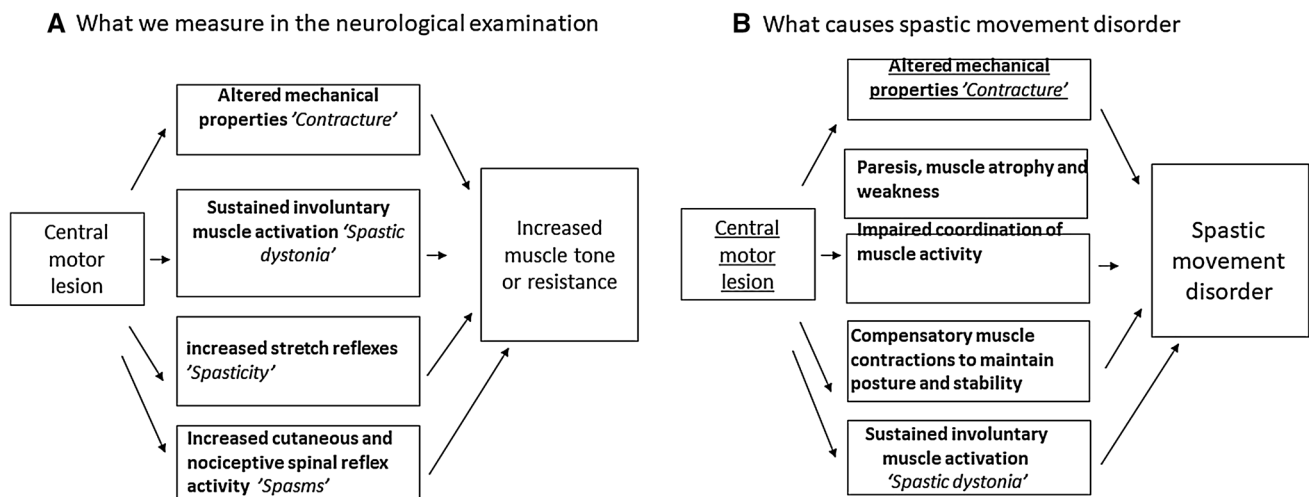 A What we measure in the neurological examination
Altered mechanical
properties ’Contracture’
Sustained involuntary
muscle activation ‘Spastic
dystonia’
increased stretch reflexes
’Spasticity’
Increased cutaneous and
nociceptive spinal reflex
activity ’Spasms’
Central
motor
lesion
Increased
muscle tone
or resistance
B What causes spastic movement disorder
Altered mechanical
properties ’Contracture’
Paresis, muscle atrophy and
weakness
Impaired coordination of
muscle activity
Compensatory muscle
contractions to maintain
posture and stability
Sustained involuntary
muscle activation
‘Spastic dystonia’
Central
motor
lesion
Spastic
movement
disorder